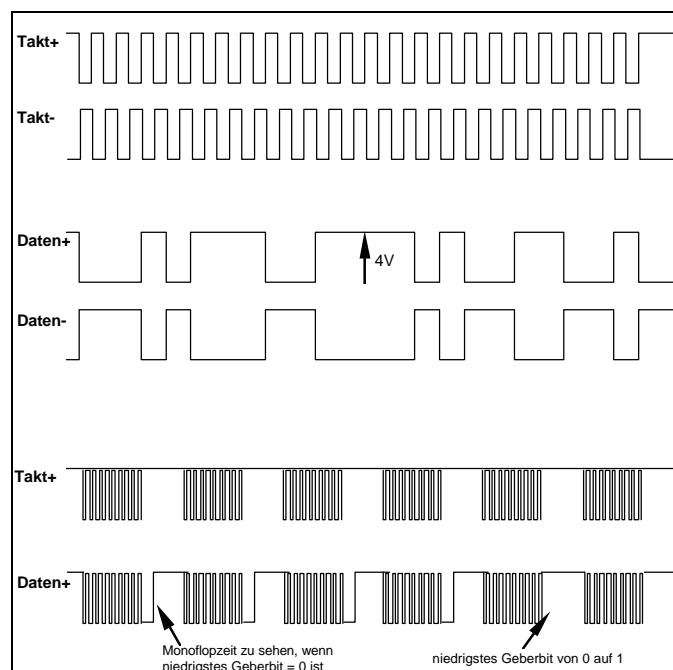 Takt+
Takt-
Daten+
4V
Daten-
Takt+
Daten+
Monoflopzeit zu sehen, wenn
niedrigstes Geberbit = 0 ist
niedrigstes Geberbit von 0 auf 1